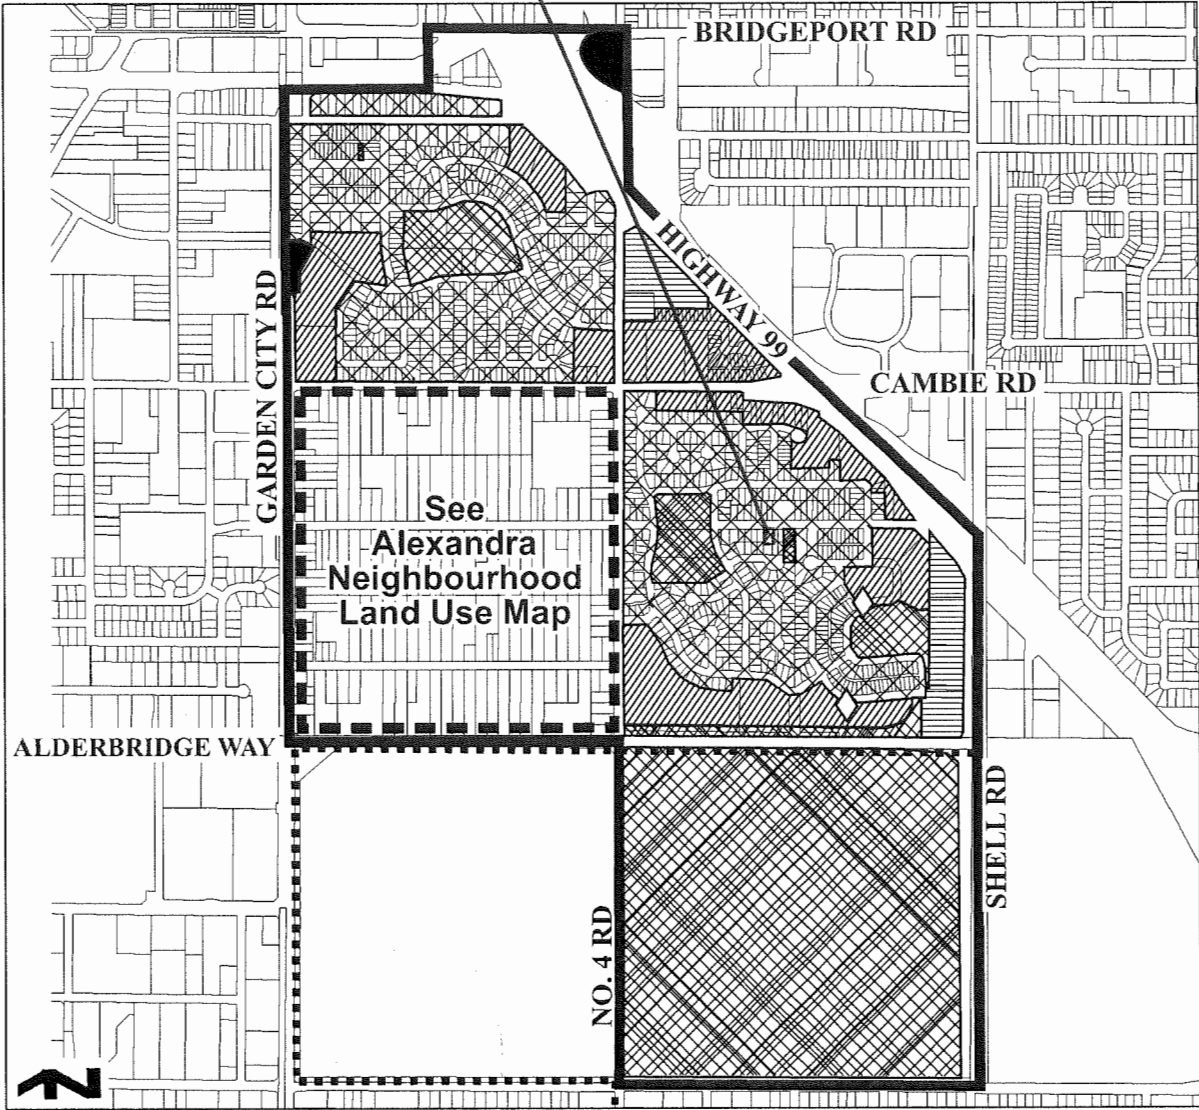 BRIDGEPORT RD
HIGHWAY 99
GARDEN CITY RD
CAMBIE RD
See
Alexandra
Neighbourhood
Land Use Map
ALDERBRIDGE WAY
SHELL RD
NO. 4 RD
N